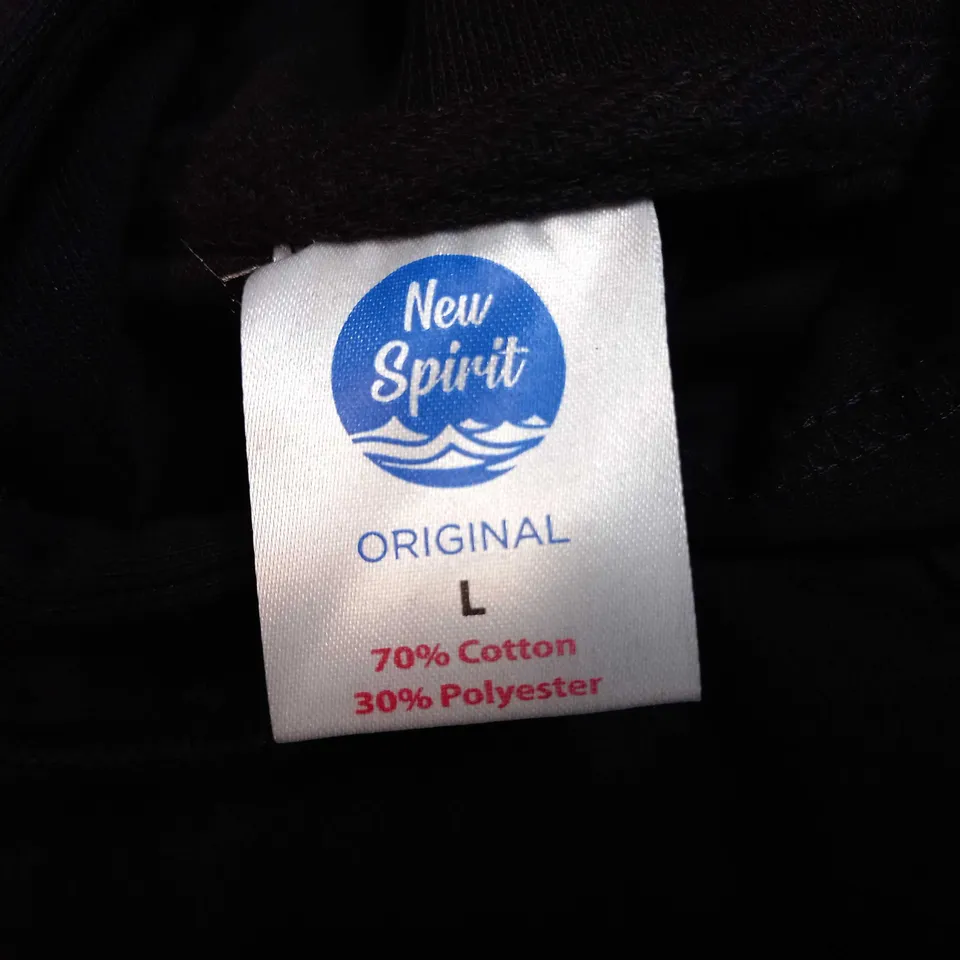 New
Spirit
ORIGINAL
L
70% Cotton
30% Polyester